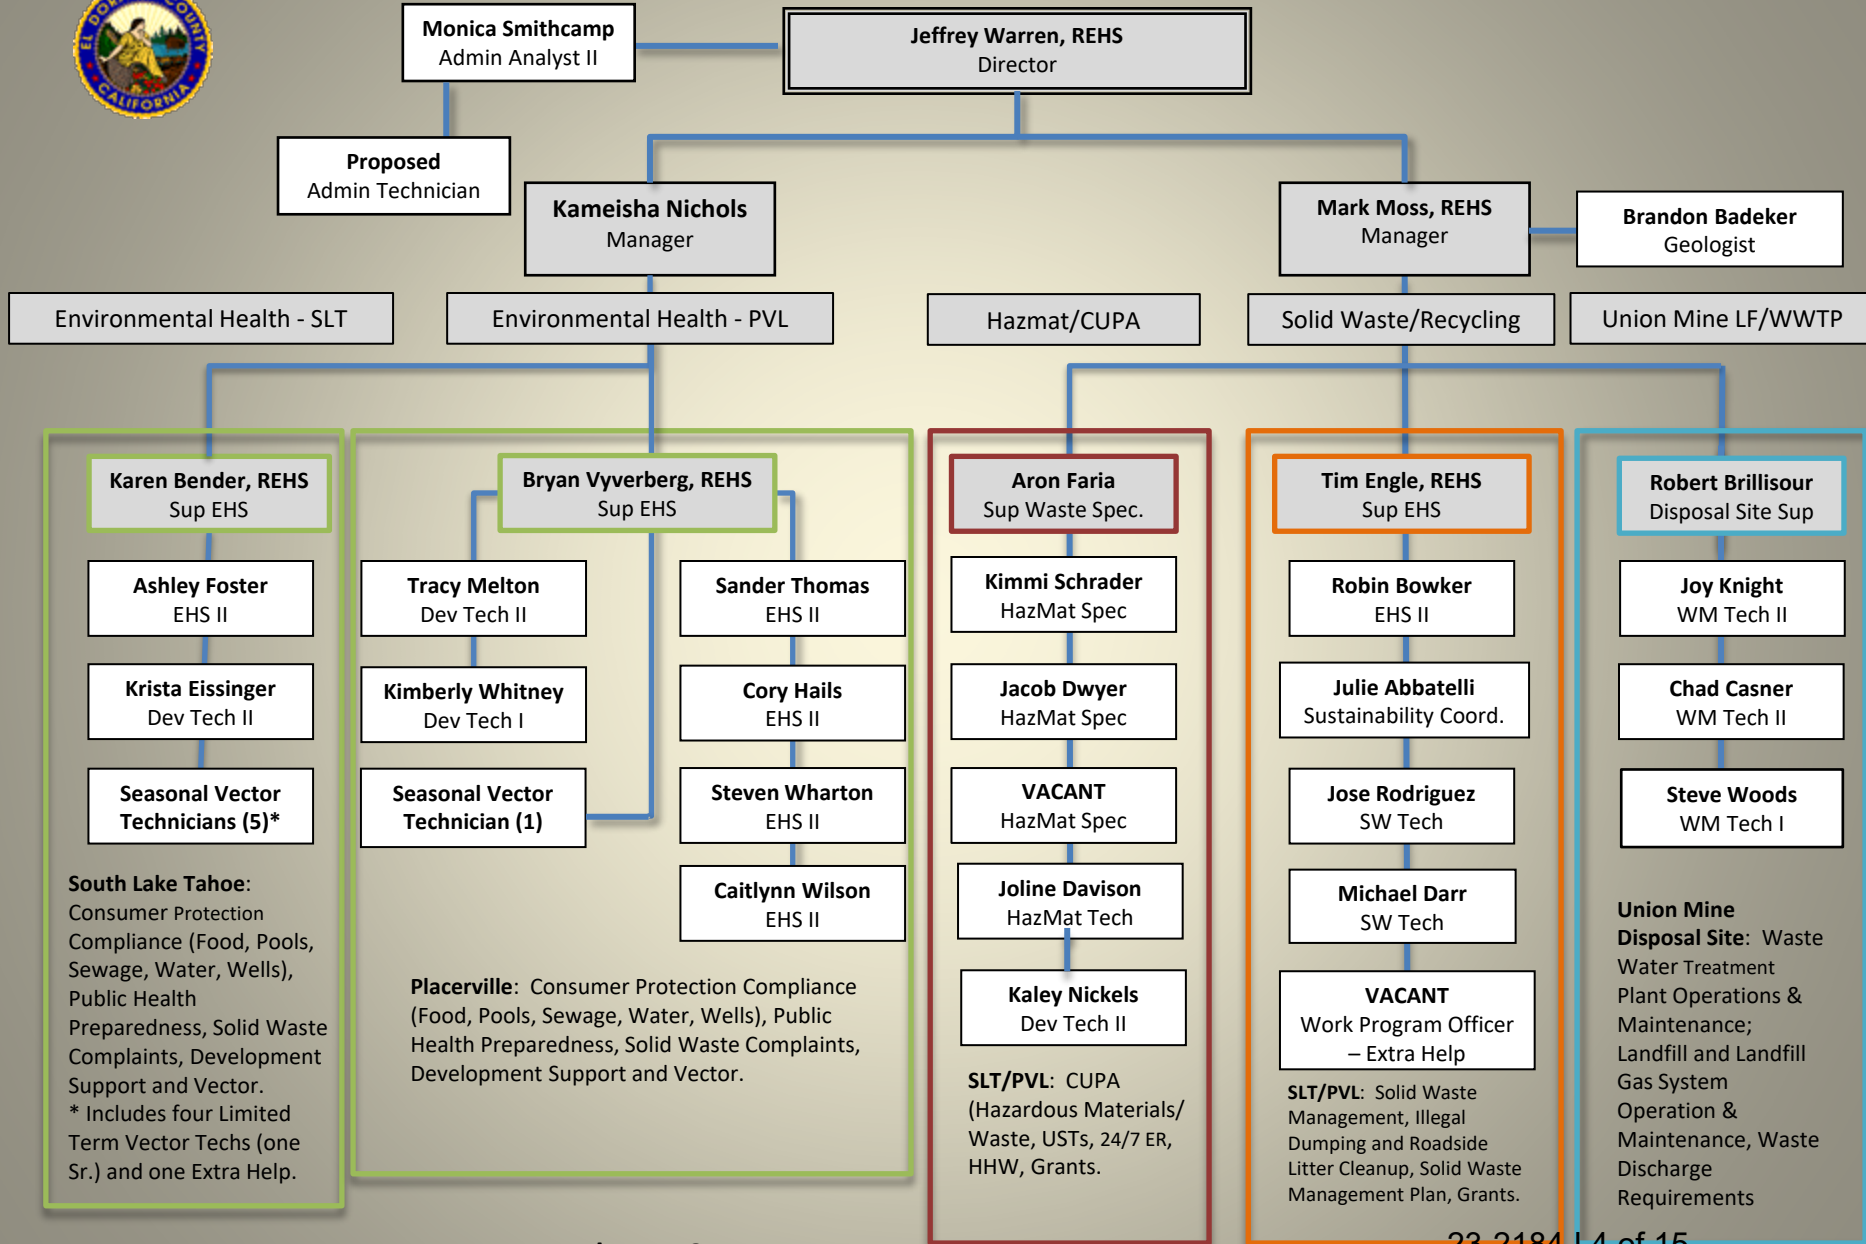 EL DORADO COUNTY
CALIFORNIA
Monica Smithcamp
Admin Analyst II
Jeffrey Warren, REHS
Director
Proposed
Admin Technician
Kameisha Nichols
Manager
Mark Moss, REHS
Manager
Brandon Badeker
Geologist
Environmental Health - SLT
Environmental Health - PVL
Hazmat/CUPA
Solid Waste/Recycling
Union Mine LF/WWTP
Karen Bender, REHS
Sup EHS
Ashley Foster
EHS II
Krista Eissinger
Dev Tech II
Seasonal Vector
Technicians (5)*
South Lake Tahoe:
Consumer Protection
Compliance (Food, Pools,
Sewage, Water, Wells),
Public Health
Preparedness, Solid Waste
Complaints, Development
Support and Vector.
* Includes four Limited
Term Vector Techs (one
Sr.) and one Extra Help.
Bryan Vyverberg, REHS
Sup EHS
Tracy Melton
Dev Tech II
Kimberly Whitney
Dev Tech I
Seasonal Vector
Technician (1)
Sander Thomas
EHS II
Cory Hails
EHS II
Steven Wharton
EHS II
Caitlynn Wilson
EHS II
Placerville: Consumer Protection Compliance
(Food, Pools, Sewage, Water, Wells), Public
Health Preparedness, Solid Waste Complaints,
Development Support and Vector.
Aron Faria
Sup Waste Spec.
Kimmi Schrader
HazMat Spec
Jacob Dwyer
HazMat Spec
VACANT
HazMat Spec
Joline Davison
HazMat Tech
Kaley Nickels
Dev Tech II
SLT/PVL: CUPA
(Hazardous Materials/
Waste, USTs, 24/7 ER,
HHW, Grants.
Tim Engle, REHS
Sup EHS
Robin Bowker
EHS II
Julie Abbatelli
Sustainability Coord.
Jose Rodriguez
SW Tech
Michael Darr
SW Tech
VACANT
Work Program Officer
– Extra Help
SLT/PVL: Solid Waste
Management, Illegal
Dumping and Roadside
Litter Cleanup, Solid Waste
Management Plan, Grants.
Robert Brillisour
Disposal Site Sup
Joy Knight
WM Tech II
Chad Casner
WM Tech II
Steve Woods
WM Tech I
Union Mine
Disposal Site: Waste
Water Treatment
Plant Operations &
Maintenance;
Landfill and Landfill
Gas System
Operation &
Maintenance, Waste
Discharge
Requirements
23-2184 J 4 of 15